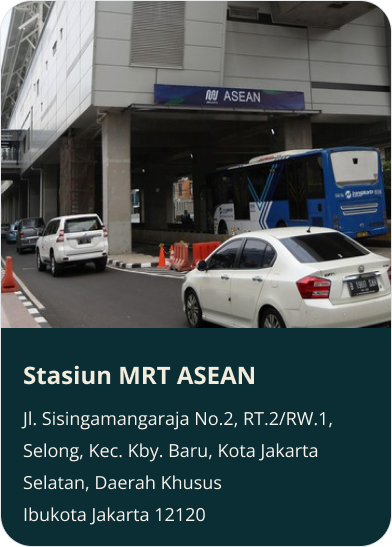 ASEAN
Stasiun MRT ASEAN
Jl. Sisingamangaraja No.2, RT.2/RW.1,
Selong, Kec. Kby. Baru, Kota Jakarta
Selatan, Daerah Khusus
Ibukota Jakarta 12120